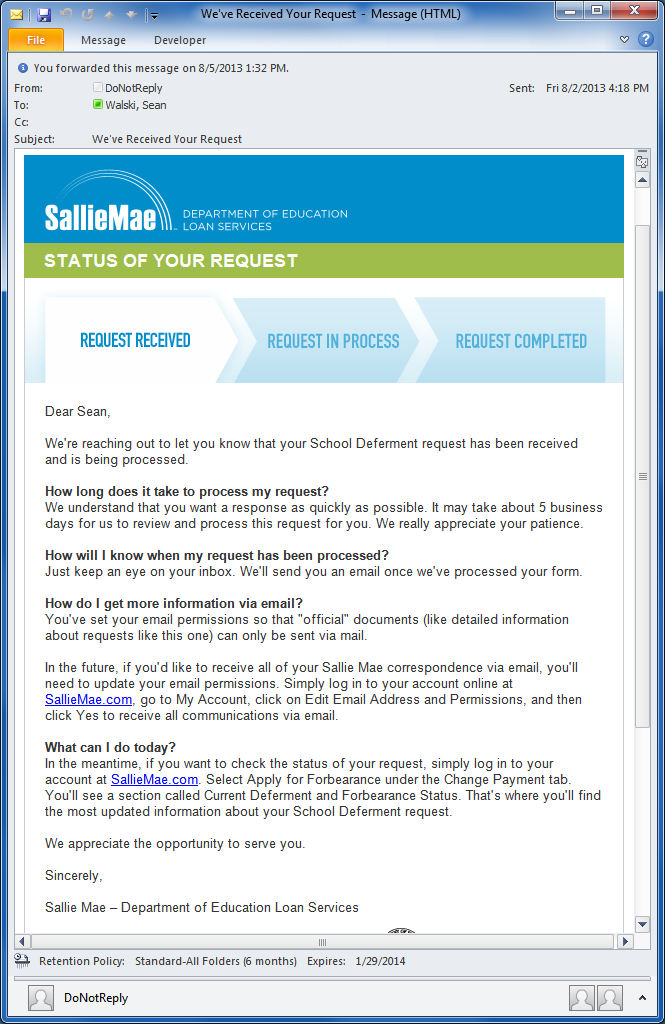 We've Received Your Request - Message (HTML)
File Message Developer
You forwarded this message on 8/5/2013 1:32 PM.
From: DoNotReply Sent: Fri 8/2/2013 4:18 PM
To: Walski, Sean
Cc:
Subject: We've Received Your Request
SallieMae DEPARTMENT OF EDUCATION
LOAN SERVICES
STATUS OF YOUR REQUEST
REQUEST RECEIVED REQUEST IN PROCESS REQUEST COMPLETED
Dear Sean,
We're reaching out to let you know that your School Deferment request has been received
and is being processed.
How long does it take to process my request?
We understand that you want a response as quickly as possible. It may take about 5 business
days for us to review and process this request for you. We really appreciate your patience.
How will I know when my request has been processed?
Just keep an eye on your inbox. We'll send you an email once we've processed your form.
How do I get more information via email?
You've set your email permissions so that "official" documents (like detailed information
about requests like this one) can only be sent via mail.
In the future, if you'd like to receive all of your Sallie Mae correspondence via email, you'll
need to update your email permissions. Simply log in to your account online at
SallieMae.com, go to My Account, click on Edit Email Address and Permissions, and then
click Yes to receive all communications via email.
What can I do today?
In the meantime, if you want to check the status of your request, simply log in to your
account at SallieMae.com. Select Apply for Forbearance under the Change Payment tab.
You'll see a section called Current Deferment and Forbearance Status. That's where you'll find
the most updated information about your School Deferment request.
We appreciate the opportunity to serve you.
Sincerely,
Sallie Mae – Department of Education Loan Services
Retention Policy: Standard-All Folders (6 months) Expires: 1/29/2014
DoNotReply